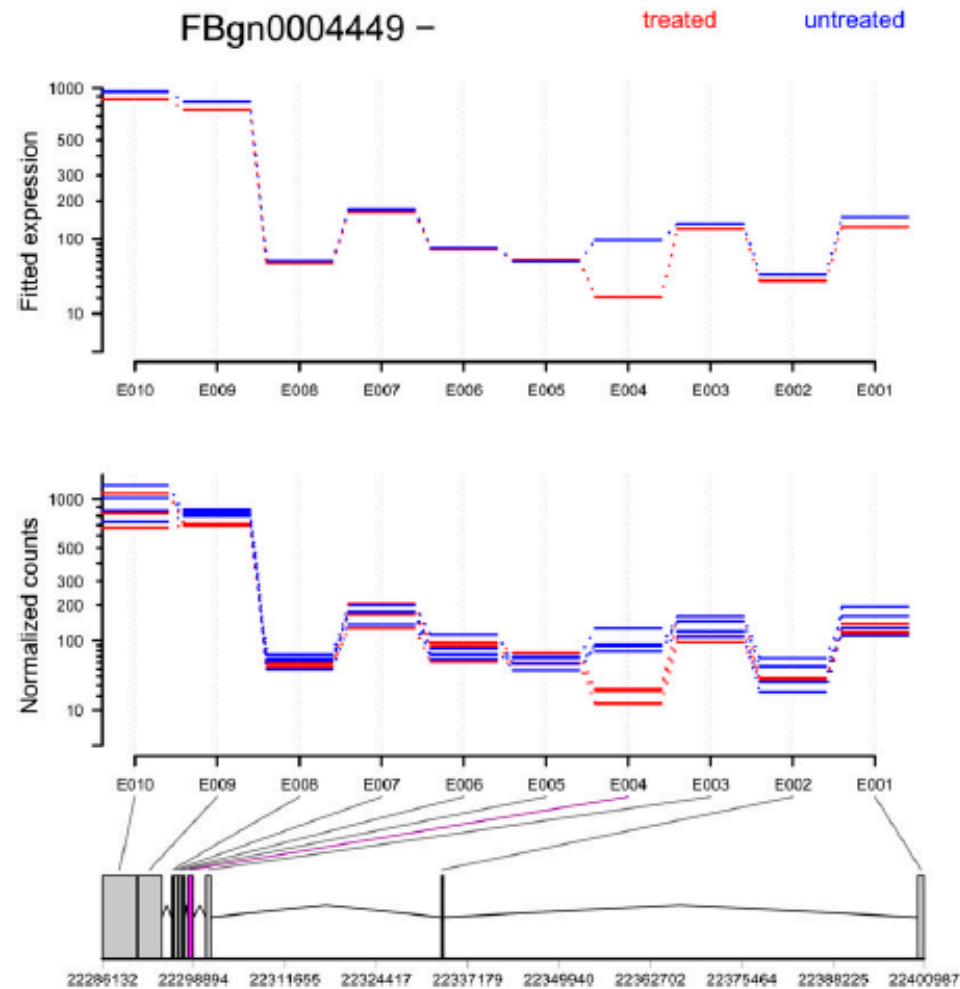 FBgn0004449 −
treated untreated
Fitted expression
1000
500
300
200
100
10
E010 E009 E008 E007 E006 E005 E004 E003 E002 E001
Normalized counts
1000
500
300
200
100
10
E010 E009 E008 E007 E006 E005 E004 E003 E002 E001
22286132 22298894 22311655 22324417 22337179 22349940 22362702 22375464 22388225 22400987